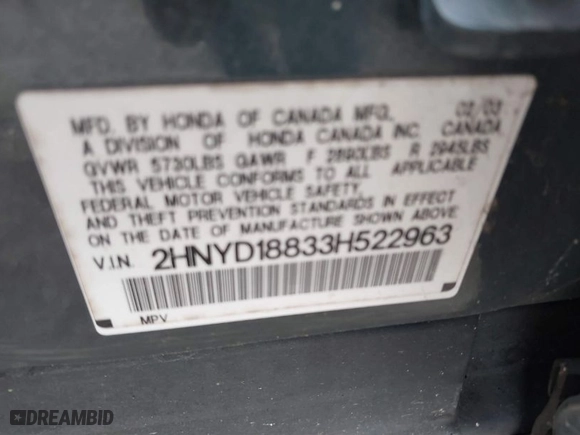 MFD. BY HONDA OF CANADA MFG. 02/03
A DIVISION OF HONDA CANADA INC. CANADA
GVWR 5730LBS GAWR F 2890LBS R 2945LBS
THIS VEHICLE CONFORMS TO ALL APPLICABLE
FEDERAL MOTOR VEHICLE SAFETY,
AND THEFT PREVENTION STANDARDS IN EFFECT
ON THE DATE OF MANUFACTURE SHOWN ABOVE.
V.I.N. 2HNYD18833H522963
MPV
DREAMBID